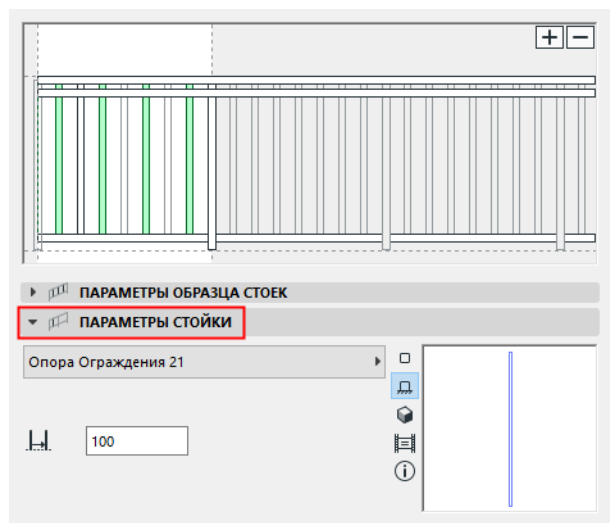 ПАРАМЕТРЫ ОБРАЗЦА СТОЕК
ПАРАМЕТРЫ СТОЙКИ
Опора Ограждения 21
100